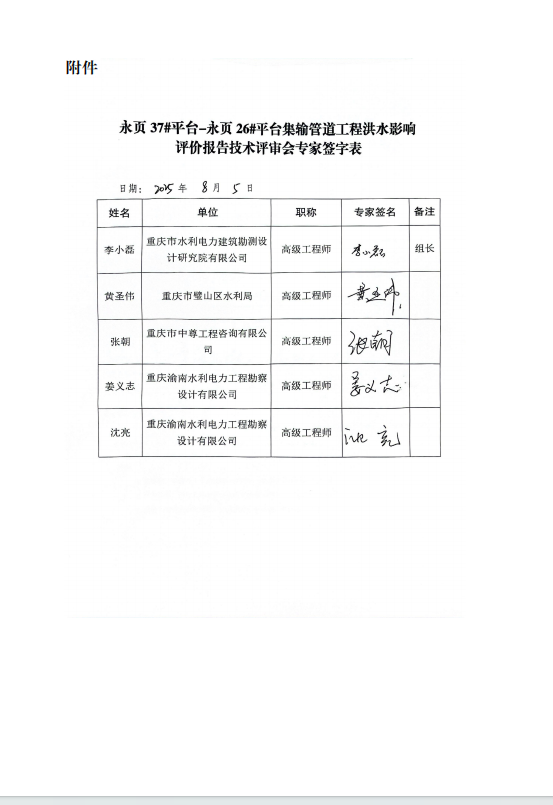 附件
永页 37#平台–永页 26#平台集输管道工程洪水影响
评价报告技术评审会专家签字表
日期： 2025 年 8 月 5 日
姓名 单位 职称 专家签名 备注
李小磊 重庆市水利电力建筑勘测设 高级工程师 李小磊 组长
计研究院有限公司
黄圣伟 重庆市璧山区水利局 高级工程师 黄圣伟
张朝 重庆市中尊工程咨询有限公 高级工程师 张朝
司
姜义志 重庆渝南水利电力工程勘察 高级工程师 姜义志
设计有限公司
沈亮 重庆渝南水利电力工程勘察 高级工程师 沈亮
设计有限公司